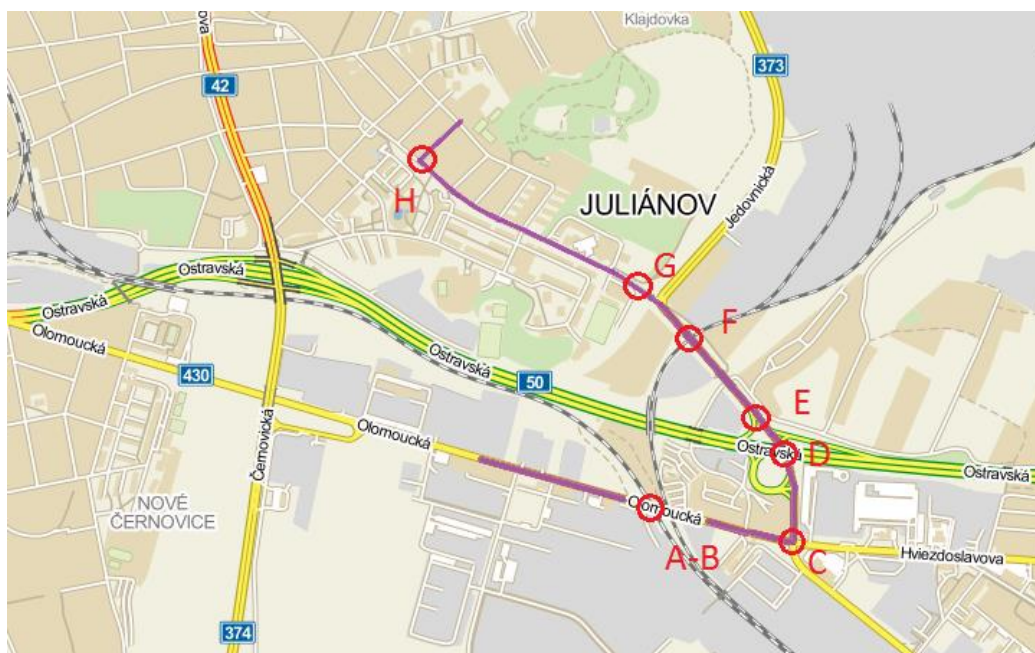 Klajdovka
ova
42
373
H
JULIÁNOV
Jedovnická
Ostravská
G
Ostravská
F
Olomoucká
Ostravská
430
50
E
Olomoucká
Ostravská
D
Ostravská
Černovická
NOVÉ
ČERNOVICE
Olomoucká
A-B
C
Hviezdoslavova
374